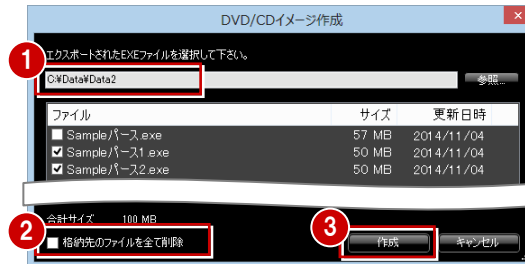 DVD/CDイメージ作成
×
エクスポートされたEXEファイルを選択して下さい。
1
C:¥Data¥Data2
参照...
ファイル サイズ 更新日時
Sampleパース.exe 57 MB 2014/11/04
Sampleパース1.exe 50 MB 2014/11/04
Sampleパース2.exe 50 MB 2014/11/04
合計サイズ 100 MB
2
格納先のファイルを全て削除
3
作成
キャンセル